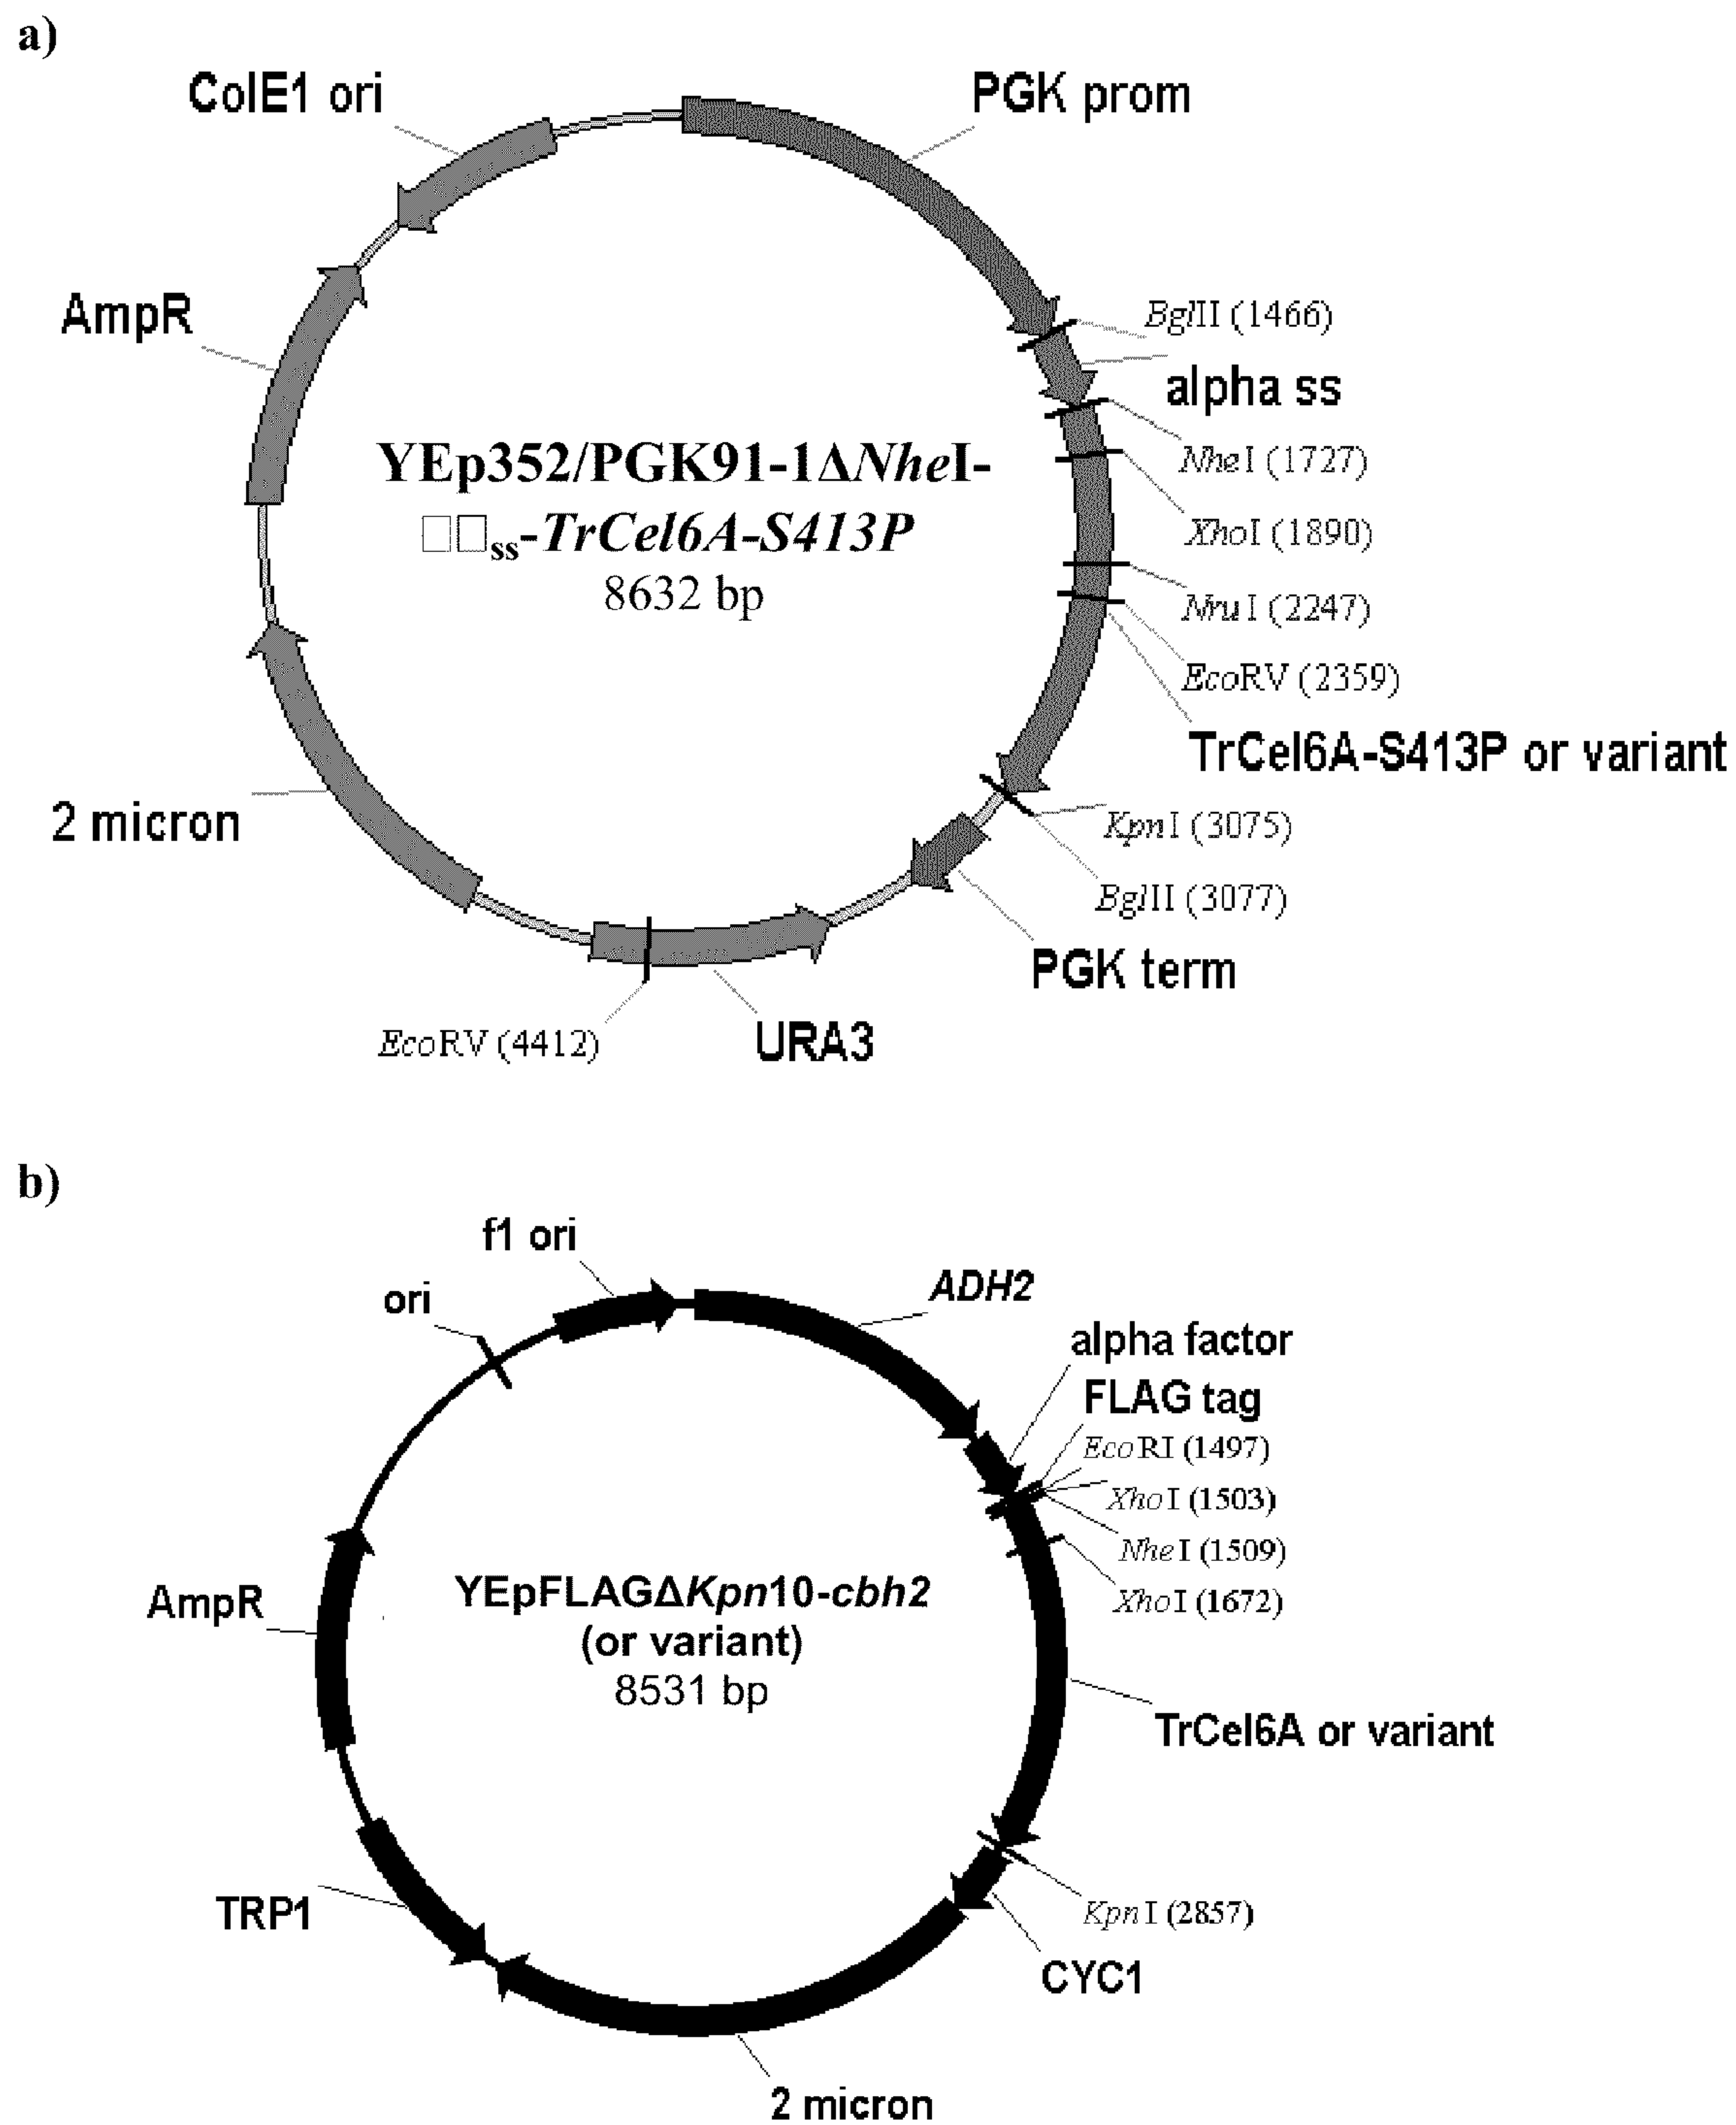 a)
ColE1 ori
PGK prom
AmpR
BglII (1466)
alpha ss
YEp352/PGK91-1ΔNheI-
□□ss-TrCel6A-S413P
8632 bp
NheI (1727)
XhoI (1890)
NruI (2247)
EcoRV (2359)
TrCel6A-S413P or variant
2 micron
KpnI (3075)
BglII (3077)
PGK term
EcoRV (4412)
URA3
b)
f1 ori
ori
ADH2
alpha factor
FLAG tag
EcoRI (1497)
XhoI (1503)
NheI (1509)
XhoI (1672)
AmpR
YEpFLAGΔKpn10-cbh2
(or variant)
8531 bp
TrCel6A or variant
TRP1
KpnI (2857)
CYC1
2 micron